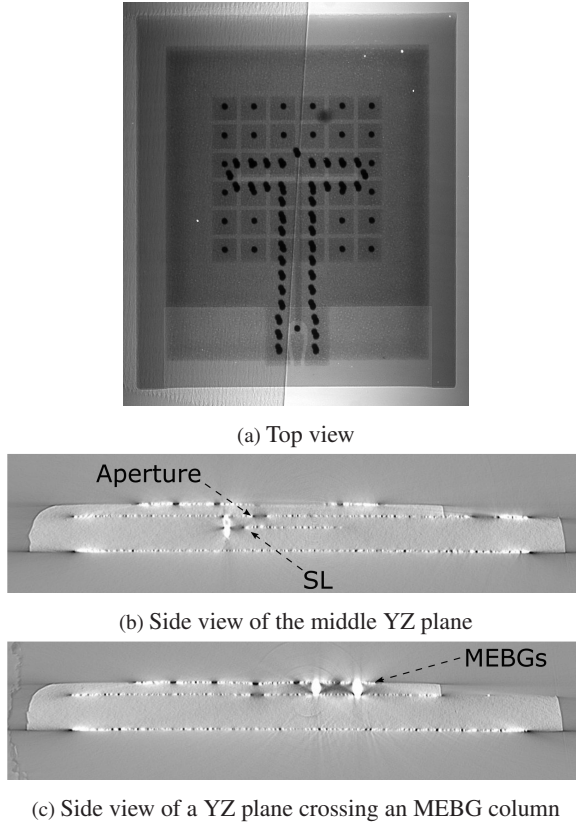 (a) Top view
Aperture
SL
(b) Side view of the middle YZ plane
MEBGs
(c) Side view of a YZ plane crossing an MEBG column